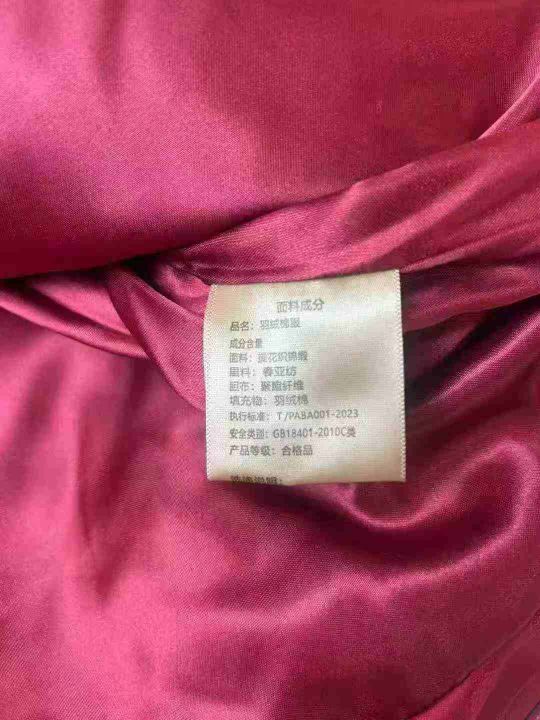 面料成分
品名：羽绒棉服
成分含量
面料：提花织锦缎
里料：春亚纺
胆布：聚酯纤维
填充物：羽绒棉
执行标准：T/PABA001-2023
安全类别：GB18401-2010C类
产品等级：合格品